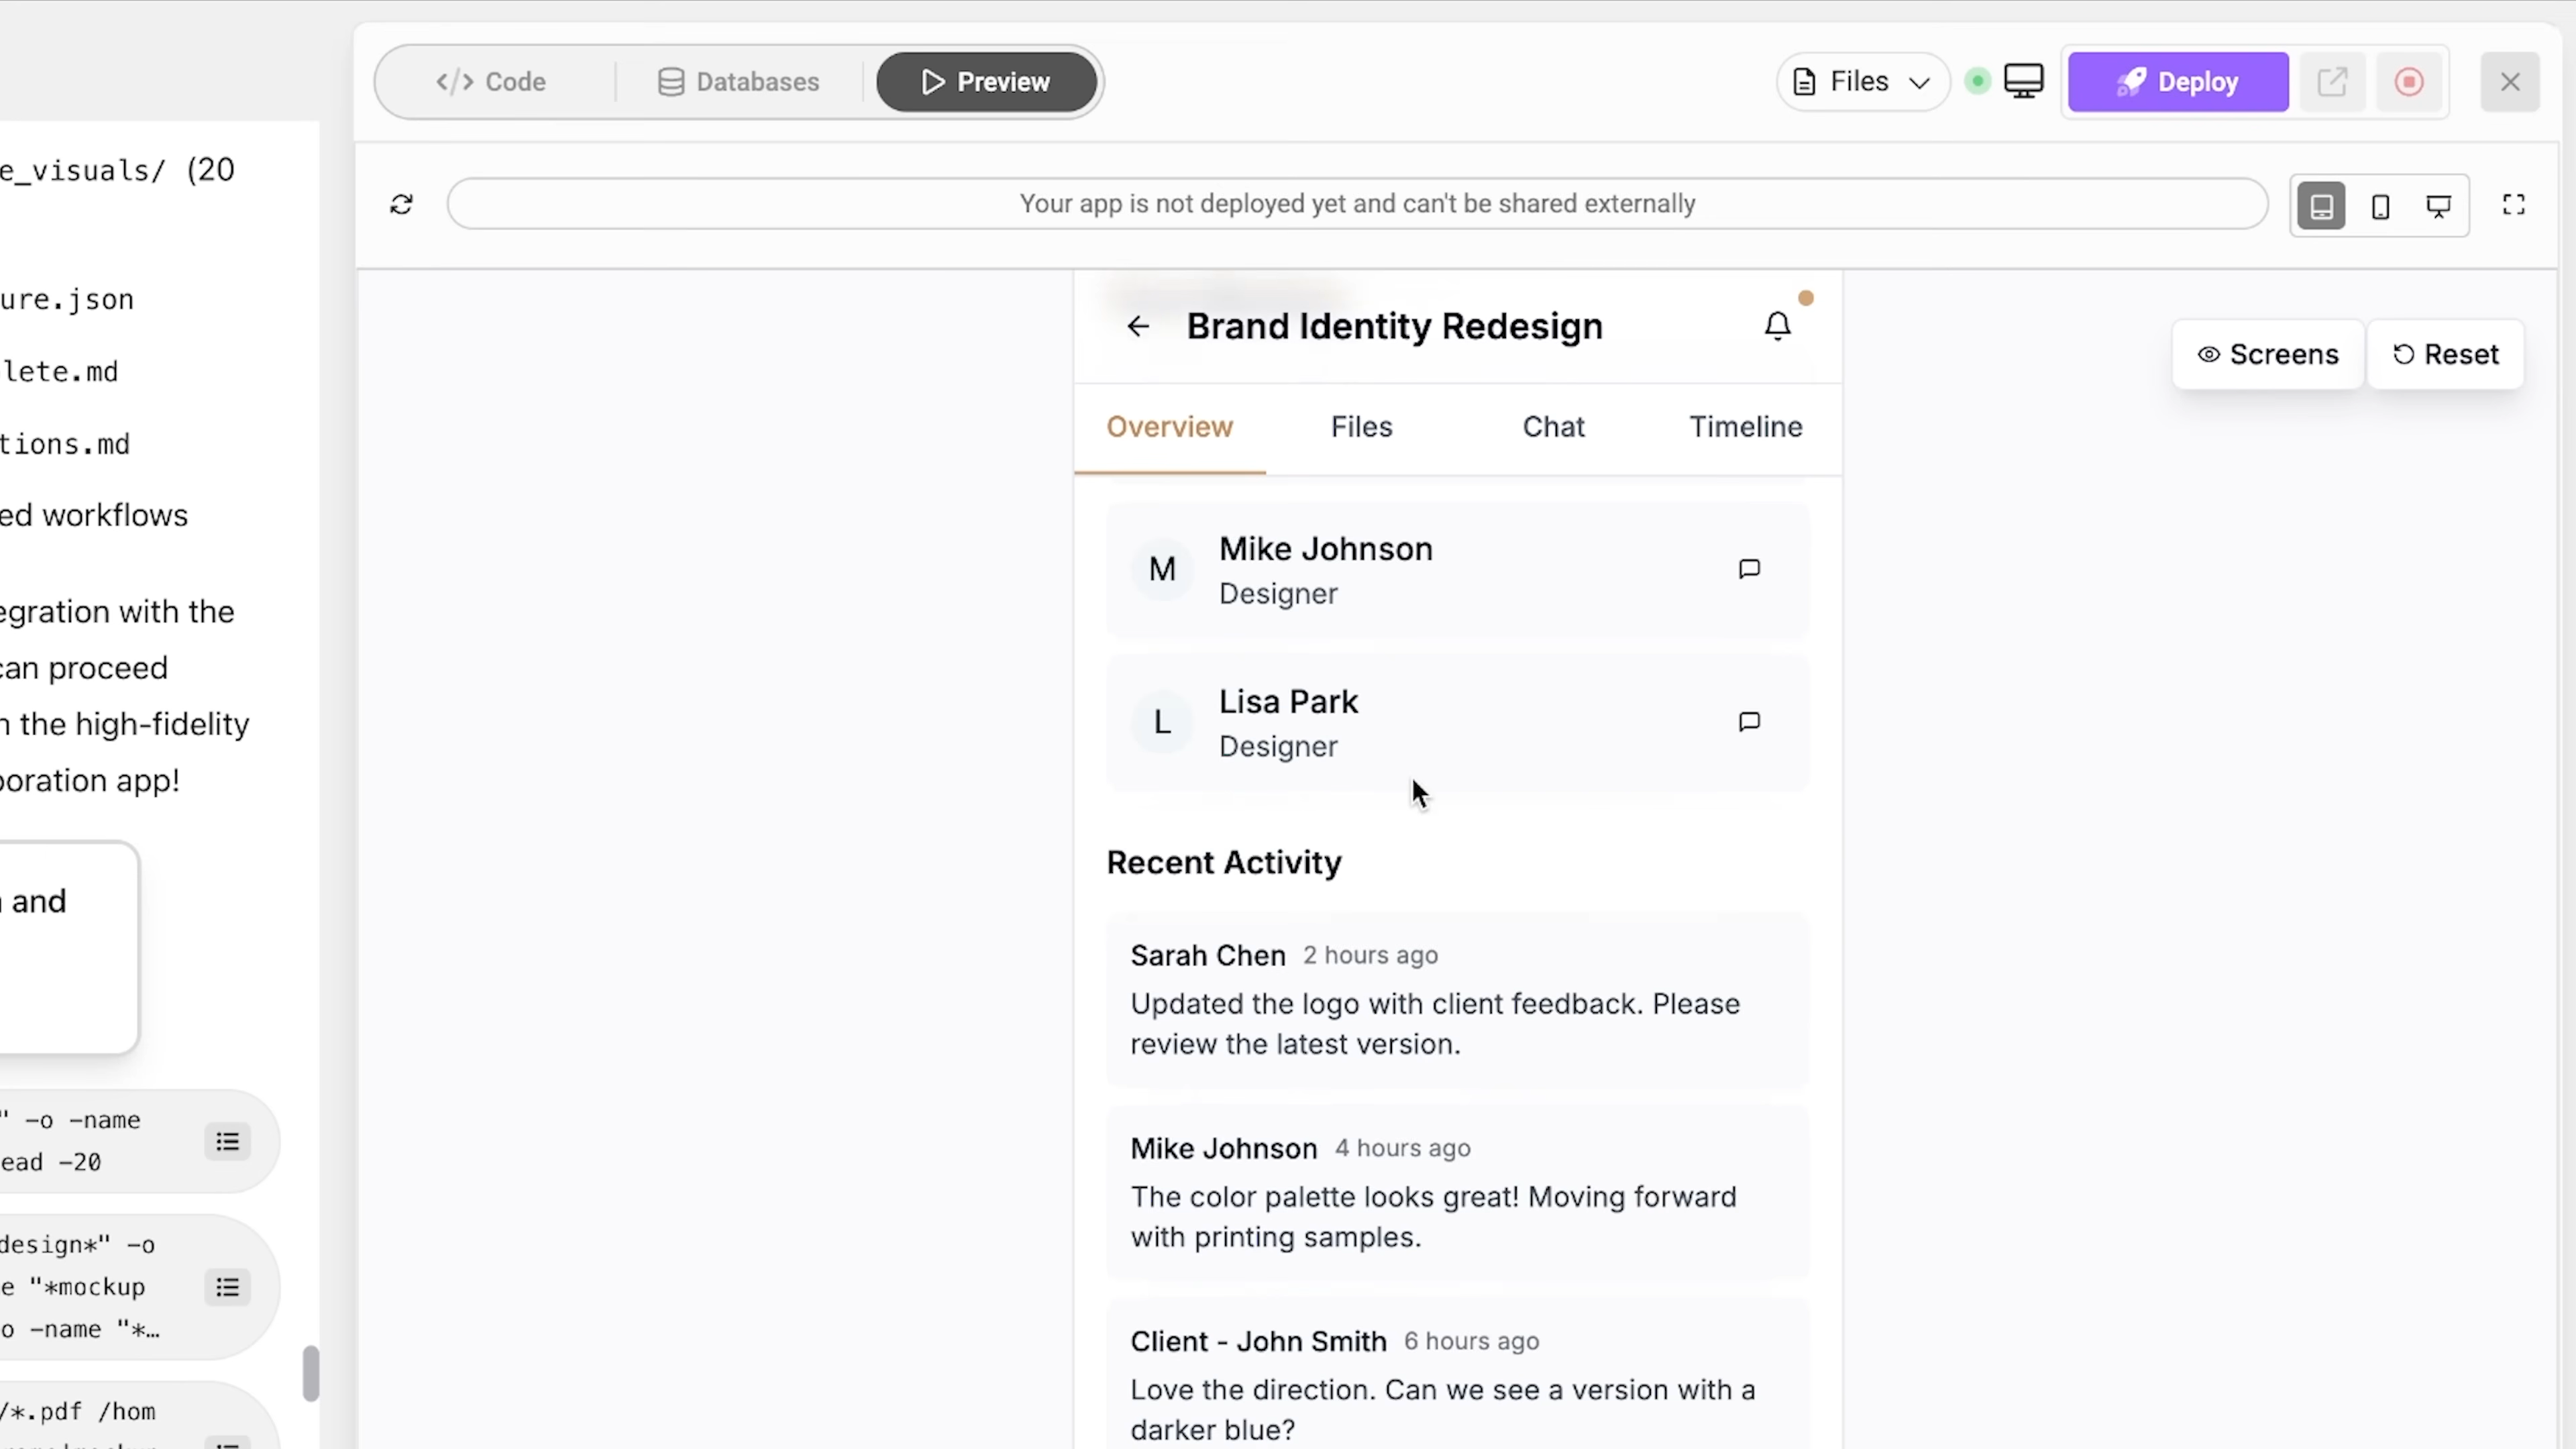 Code
Databases
Preview
Files
Deploy
Your app is not deployed yet and can't be shared externally
e_visuals/ (20
ure.json
lete.md
tions.md
ed workflows
egration with the
can proceed
the high-fidelity
boration app!
and
" -o -name
ead -20
design*" -o
e "*mockup
o -name "*…
/*.pdf /hom
Brand Identity Redesign
Screens
Reset
Overview
Files
Chat
Timeline
M
Mike Johnson
Designer
L
Lisa Park
Designer
Recent Activity
Sarah Chen 2 hours ago
Updated the logo with client feedback. Please
review the latest version.
Mike Johnson 4 hours ago
The color palette looks great! Moving forward
with printing samples.
Client - John Smith 6 hours ago
Love the direction. Can we see a version with a
darker blue?